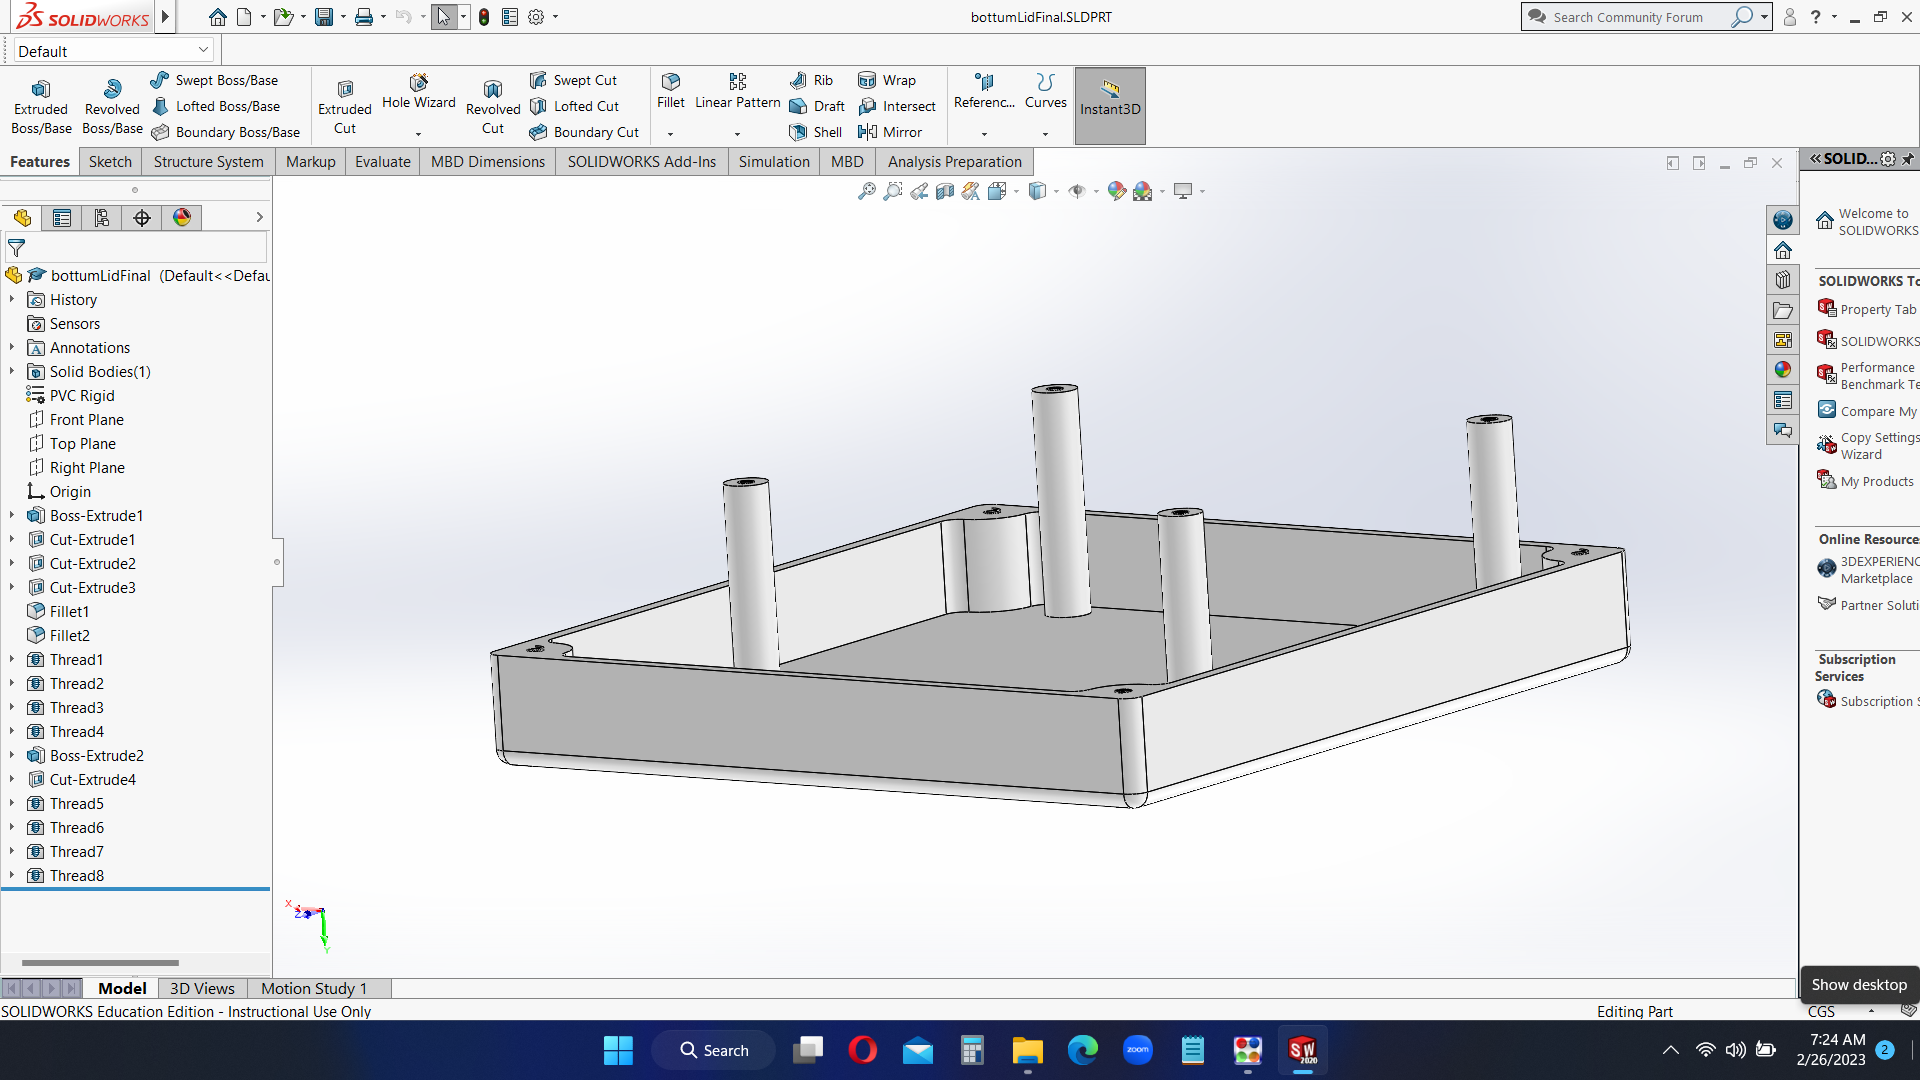 SOLIDWORKS
bottumLidFinal.SLDPRT
Search Community Forum
?
Default
Extruded Boss/Base
Revolved Boss/Base
Swept Boss/Base
Lofted Boss/Base
Boundary Boss/Base
Extruded Cut
Hole Wizard
Revolved Cut
Swept Cut
Lofted Cut
Boundary Cut
Fillet
Linear Pattern
Rib
Draft
Shell
Wrap
Intersect
Mirror
Referenc...
Curves
Instant3D
Features
Sketch
Structure System
Markup
Evaluate
MBD Dimensions
SOLIDWORKS Add-Ins
Simulation
MBD
Analysis Preparation
SOLID...
bottumLidFinal (Default<<Defau
History
Sensors
Annotations
Solid Bodies(1)
PVC Rigid
Front Plane
Top Plane
Right Plane
Origin
Boss-Extrude1
Cut-Extrude1
Cut-Extrude2
Cut-Extrude3
Fillet1
Fillet2
Thread1
Thread2
Thread3
Thread4
Boss-Extrude2
Cut-Extrude4
Thread5
Thread6
Thread7
Thread8
X
Z
Y
Welcome to
SOLIDWORKS
SOLIDWORKS To
Property Tab
SOLIDWORKS
Performance
Benchmark Te
Compare My
Copy Settings
Wizard
My Products
Online Resources
3DEXPERIENC
Marketplace
Partner Soluti
Subscription
Services
Subscription S
Model
3D Views
Motion Study 1
Show desktop
SOLIDWORKS Education Edition - Instructional Use Only
Editing Part
CGS
Search
zoom
SW
2020
7:24 AM
2/26/2023
2